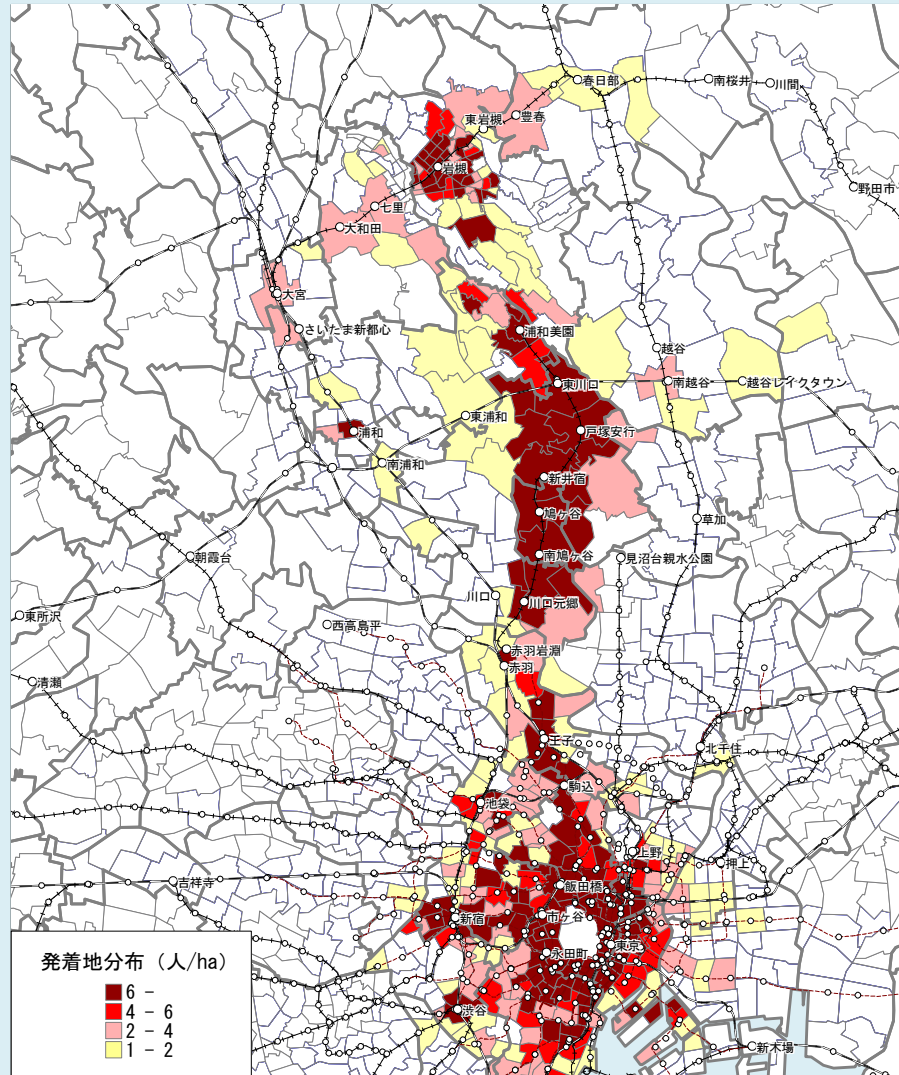 春日部
南桜井
川間
豊春
東岩槻
岩槻
野田市
七里
大和田
大宮
さいたま新都心
浦和美園
越谷
東川口
南越谷
越谷レイクタウン
東浦和
浦和
戸塚安行
南浦和
新井宿
鳩ヶ谷
草加
朝霞台
南鳩ヶ谷
見沼台親水公園
川口
川口元郷
東所沢
西高島平
赤羽岩淵
赤羽
清瀬
王子
北千住
駒込
池袋
上野
押上
吉祥寺
飯田橋
新宿
市ヶ谷
東京
永田町
渋谷
新木場
発着地分布 (人/ha)
6 -
4 - 6
2 - 4
1 - 2